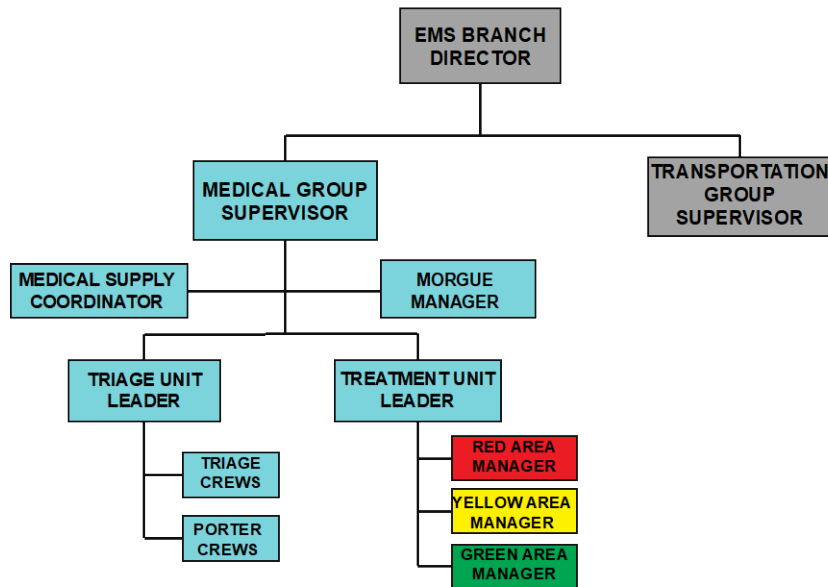 EMS BRANCH
DIRECTOR
MEDICAL GROUP
SUPERVISOR
TRANSPORTATION
GROUP
SUPERVISOR
MEDICAL SUPPLY
COORDINATOR
MORGUE
MANAGER
TRIAGE UNIT
LEADER
TREATMENT UNIT
LEADER
TRIAGE
CREWS
PORTER
CREWS
RED AREA
MANAGER
YELLOW AREA
MANAGER
GREEN AREA
MANAGER